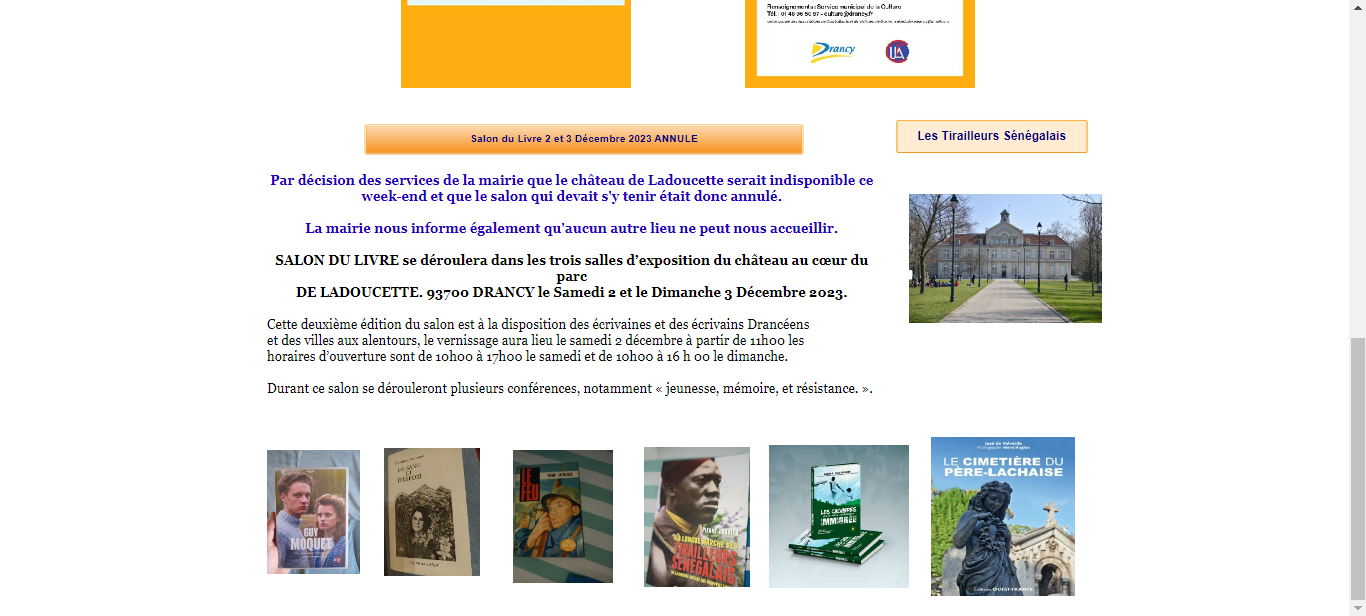 Renseignements : Service municipal de la Culture
Tél. : 01 48 96 50 87 - culture@drancy.fr
Drancy
Salon du Livre 2 et 3 Décembre 2023 ANNULE
Les Tirailleurs Sénégalais
Par décision des services de la mairie que le château de Ladoucette serait indisponible ce
week-end et que le salon qui devait s'y tenir était donc annulé.
La mairie nous informe également qu'aucun autre lieu ne peut nous accueillir.
SALON DU LIVRE se déroulera dans les trois salles d’exposition du château au cœur du
parc
DE LADOUCETTE. 93700 DRANCY le Samedi 2 et le Dimanche 3 Décembre 2023.
Cette deuxième édition du salon est à la disposition des écrivaines et des écrivains Drancéens
et des villes aux alentours, le vernissage aura lieu le samedi 2 décembre à partir de 11h00 les
horaires d’ouverture sont de 10h00 à 17h00 le samedi et de 10h00 à 16 h 00 le dimanche.
Durant ce salon se dérouleront plusieurs conférences, notamment « jeunesse, mémoire, et résistance. ».
GUY
MOQUET
DE SANG
ET
D'ESPOIR
LE
FEU
LA LONGUE MARCHE DES
TIRAILLEURS
SÉNÉGALAIS
LES CADAVRES
IMMIGRÉE
LE CIMETIÈRE DU
PÈRE-LACHAISE
Éditions OUEST-FRANCE